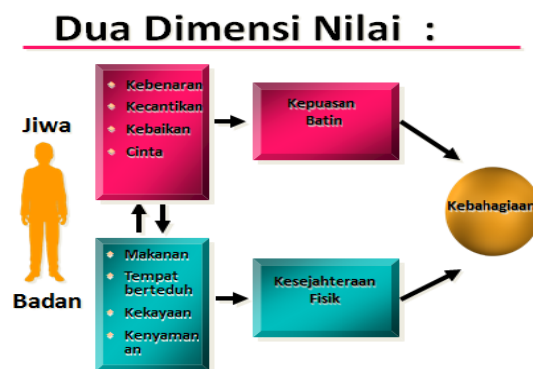 Dua Dimensi Nilai :
Jiwa
Badan
Kebenaran
Kecantikan
Kebaikan
Cinta
Kepuasan
Batin
Makanan
Tempat
berteduh
Kekayaan
Kenyaman
an
Kesejahteraan
Fisik
Kebahagiaan